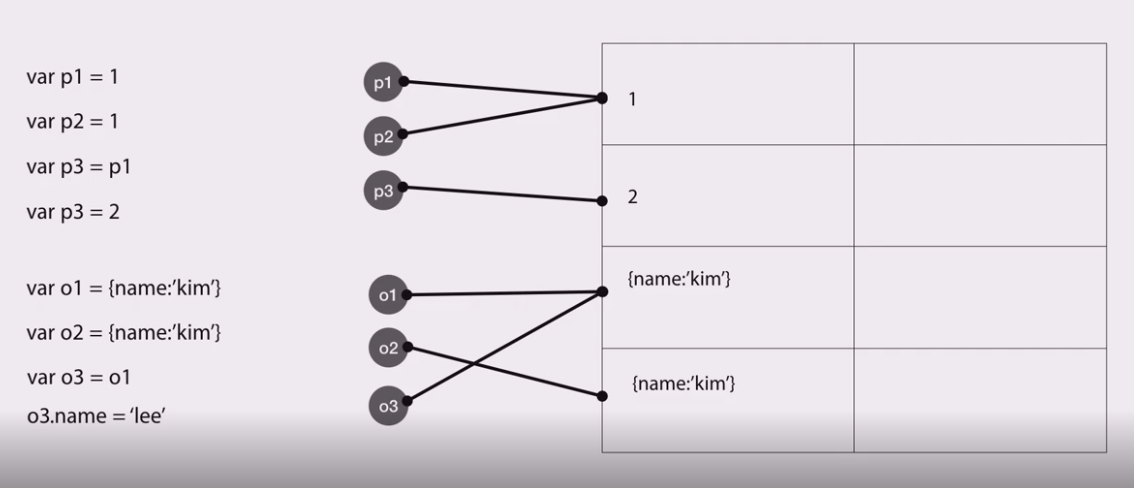 var p1 = 1
var p2 = 1
var p3 = p1
var p3 = 2
var o1 = {name:’kim’}
var o2 = {name:’kim’}
var o3 = o1
o3.name = ‘lee’
p1
p2
p3
o1
o2
o3
1
2
{name:’kim’}
{name:’kim’}